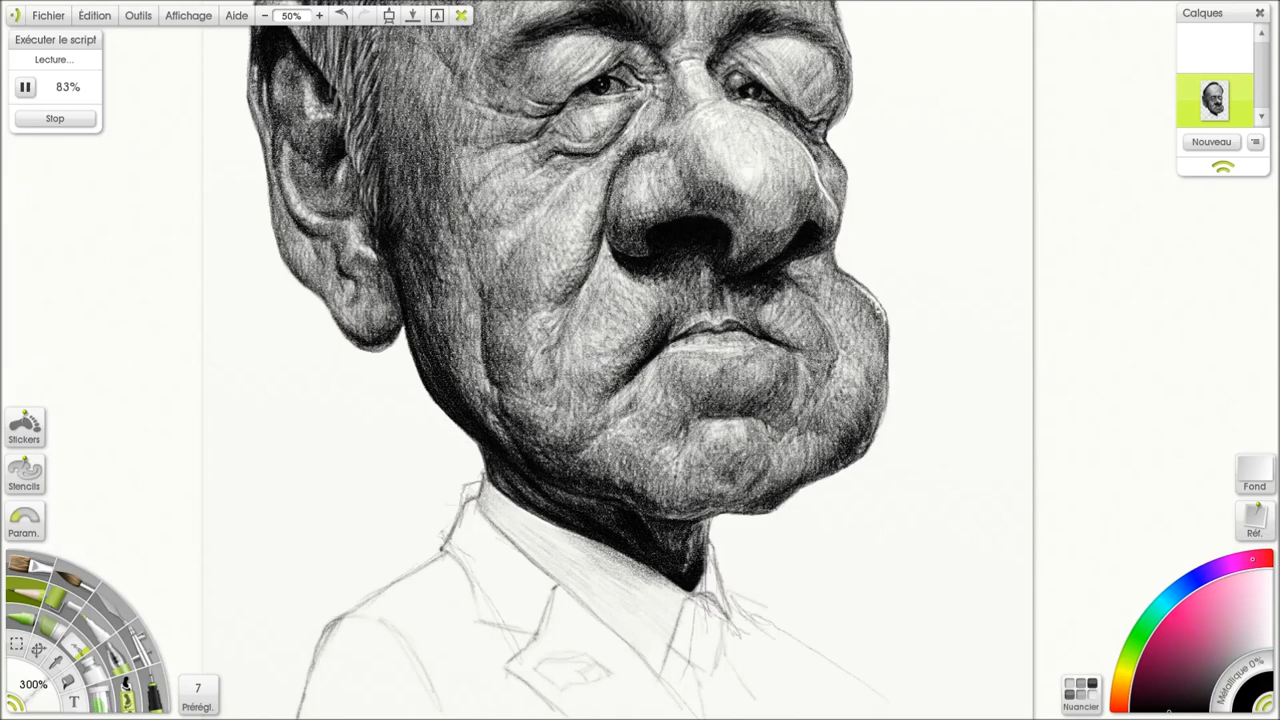 Fichier Édition Outils Affichage Aide − 50% +
Calques
Exécuter le script
Lecture...
83%
Stop
Nouveau
Stickers
Stencils
Param.
Fond
Réf.
300%
T
7
Prérégl.
Nuancier
Métallique 0%